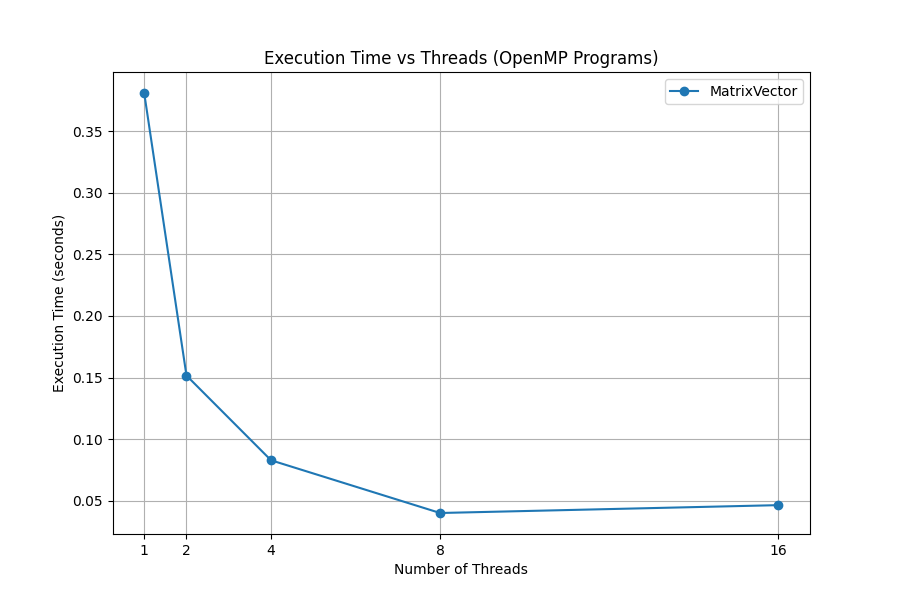 Execution Time vs Threads (OpenMP Programs)
MatrixVector
Execution Time (seconds)
0.35
0.30
0.25
0.20
0.15
0.10
0.05
1 2 4 8 16
Number of Threads